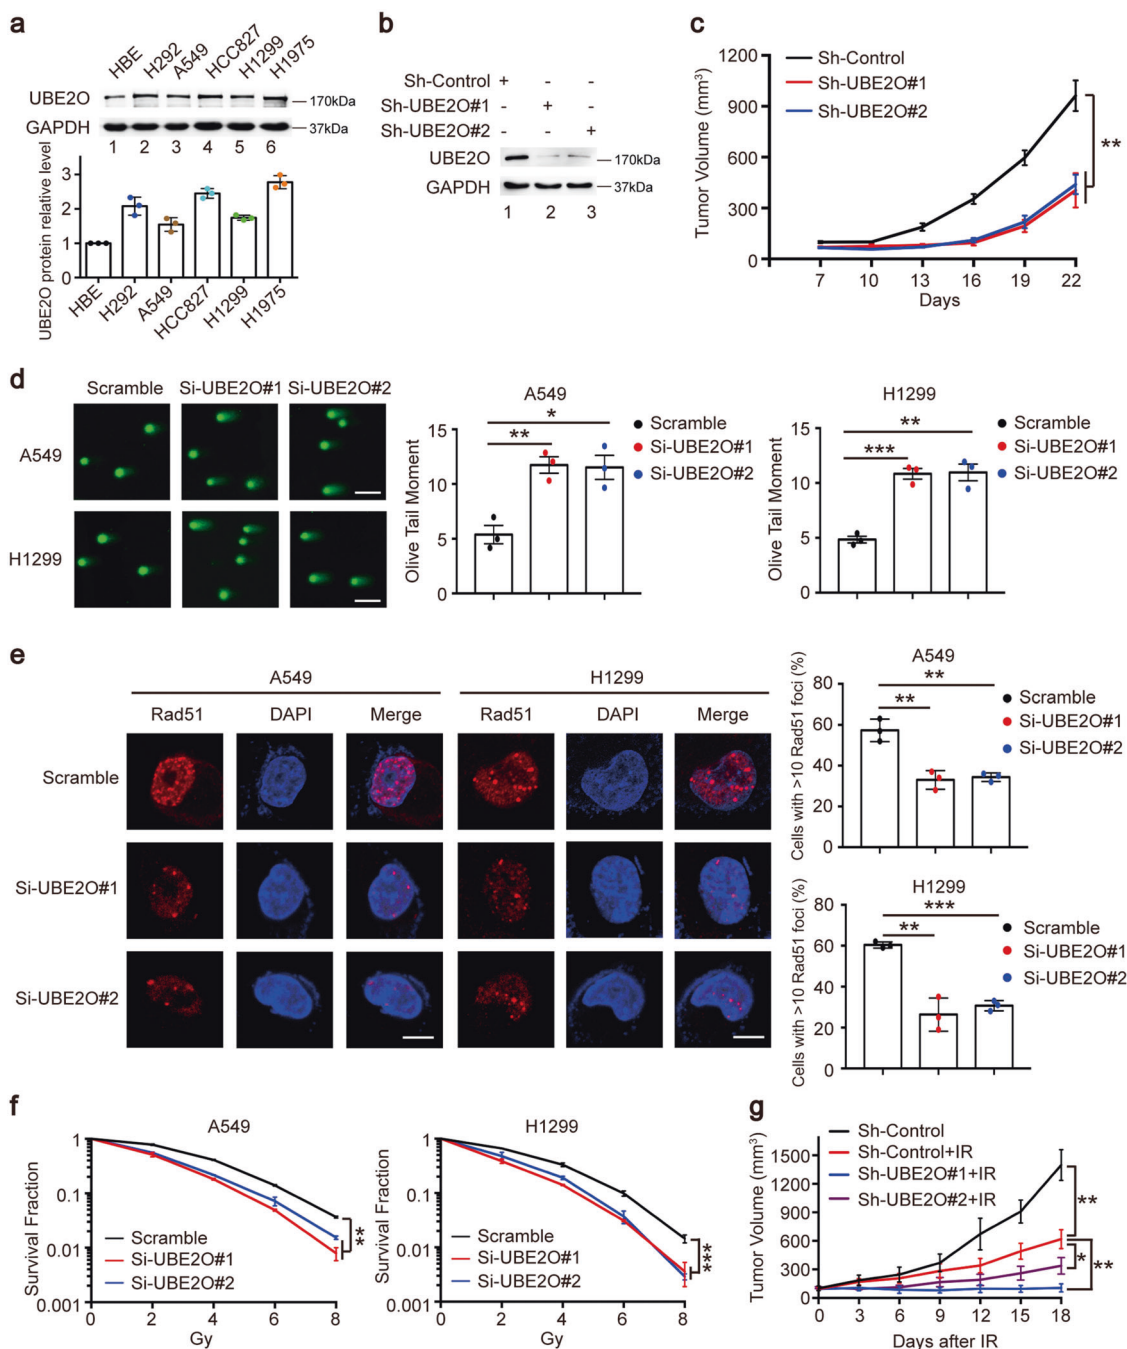 a
HBE
H292
A549
HCC827
H1299
H1975
UBE2O
170kDa
GAPDH
37kDa
1 2 3 4 5 6
UBE2O protein relative level
3
2
1
0
HBE
H292
A549
HCC827
H1299
H1975
b
Sh-Control + - -
Sh-UBE2O#1 - + -
Sh-UBE2O#2 - - +
UBE2O
170kDa
GAPDH
37kDa
1 2 3
c
Tumor Volume (mm³)
1200
900
600
300
0
Sh-Control
Sh-UBE2O#1
Sh-UBE2O#2
**
7 10 13 16 19 22
Days
d
Scramble Si-UBE2O#1 Si-UBE2O#2
A549
H1299
A549
Olive Tail Moment
15
10
5
0
*
**
Scramble
Si-UBE2O#1
Si-UBE2O#2
H1299
Olive Tail Moment
15
10
5
0
**
***
Scramble
Si-UBE2O#1
Si-UBE2O#2
e
A549 H1299
Rad51 DAPI Merge Rad51 DAPI Merge
Scramble
Si-UBE2O#1
Si-UBE2O#2
A549
Cells with >10 Rad51 foci (%)
80
60
40
20
0
**
**
Scramble
Si-UBE2O#1
Si-UBE2O#2
H1299
Cells with >10 Rad51 foci (%)
80
60
40
20
0
***
**
Scramble
Si-UBE2O#1
Si-UBE2O#2
f
A549
Survival Fraction
1
0.1
0.01
0.001
Scramble
Si-UBE2O#1
Si-UBE2O#2
**
0 2 4 6 8
Gy
H1299
Survival Fraction
1
0.1
0.01
0.001
Scramble
Si-UBE2O#1
Si-UBE2O#2
***
0 2 4 6 8
Gy
g
Tumor Volume (mm³)
1500
1200
900
600
300
0
Sh-Control
Sh-Control+IR
Sh-UBE2O#1+IR
Sh-UBE2O#2+IR
**
*
**
0 3 6 9 12 15 18
Days after IR